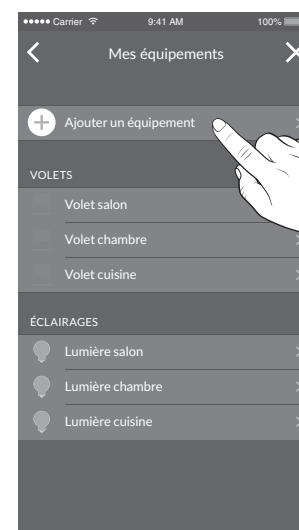 Carrier 9:41 AM 100%
Mes équipements
Ajouter un équipement
VOLETS
Volet salon
Volet chambre
Volet cuisine
ÉCLAIRAGES
Lumière salon
Lumière chambre
Lumière cuisine